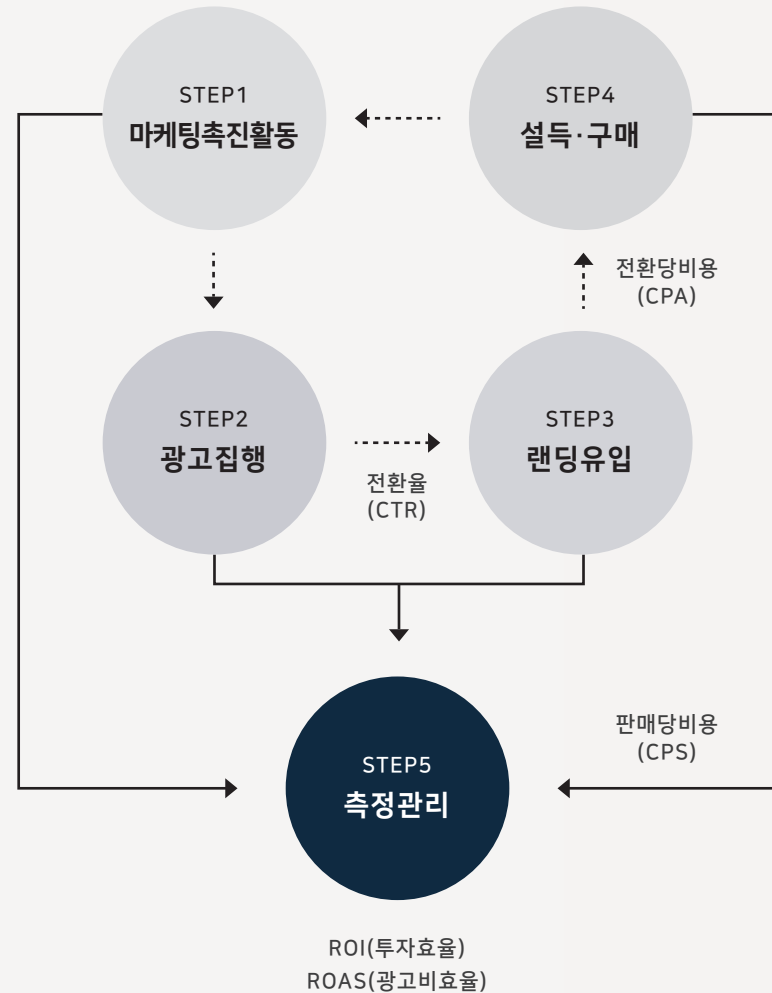 STEP1
마케팅촉진활동
STEP4
설득·구매
전환당비용
(CPA)
STEP2
광고집행
전환율
(CTR)
STEP3
랜딩유입
판매당비용
(CPS)
STEP5
측정관리
ROI(투자효율)
ROAS(광고비효율)